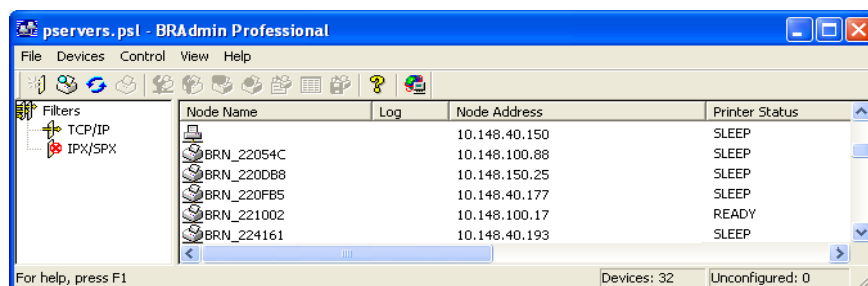 pservers.psl - BRAdmin Professional
File Devices Control View Help
Filters
TCP/IP
IPX/SPX
Node Name Log Node Address Printer Status
10.148.40.150 SLEEP
BRN_22054C 10.148.100.88 SLEEP
BRN_220DB8 10.148.150.25 SLEEP
BRN_220FB5 10.148.40.177 SLEEP
BRN_221002 10.148.100.17 READY
BRN_224161 10.148.40.193 SLEEP
For help, press F1 Devices: 32 Unconfigured: 0